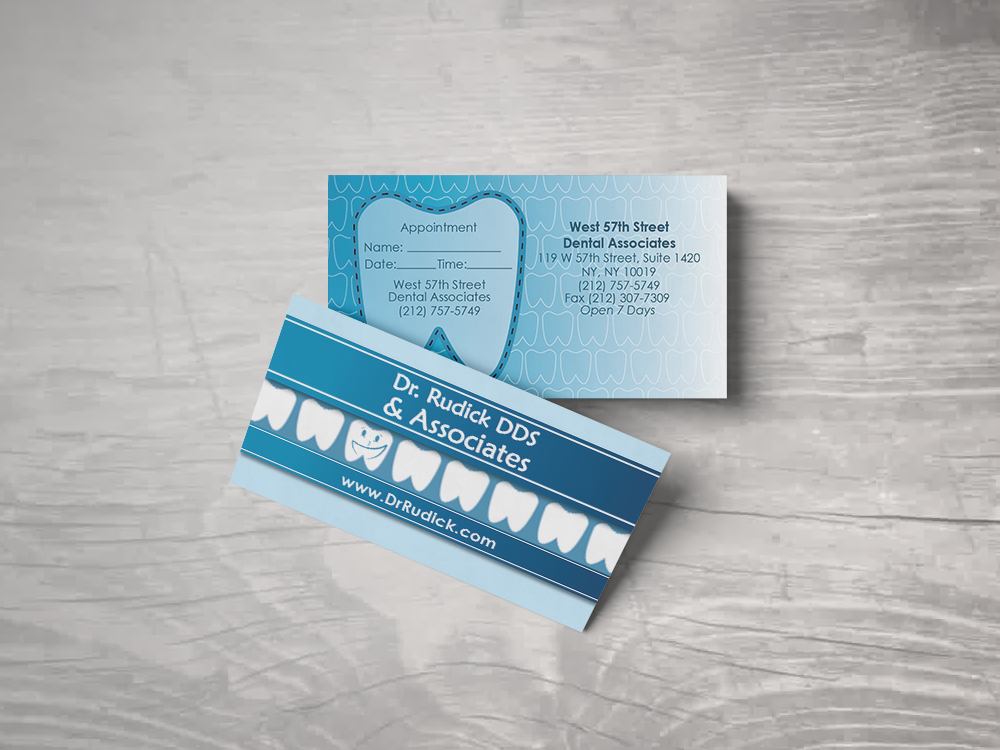 Appointment
Name:
Date: Time:
West 57th Street
Dental Associates
(212) 757-5749
West 57th Street
Dental Associates
119 W 57th Street, Suite 1420
NY, NY 10019
(212) 757-5749
Fax (212) 307-7309
Open 7 Days
Dr. Rudick DDS
& Associates
www.DrRudick.com